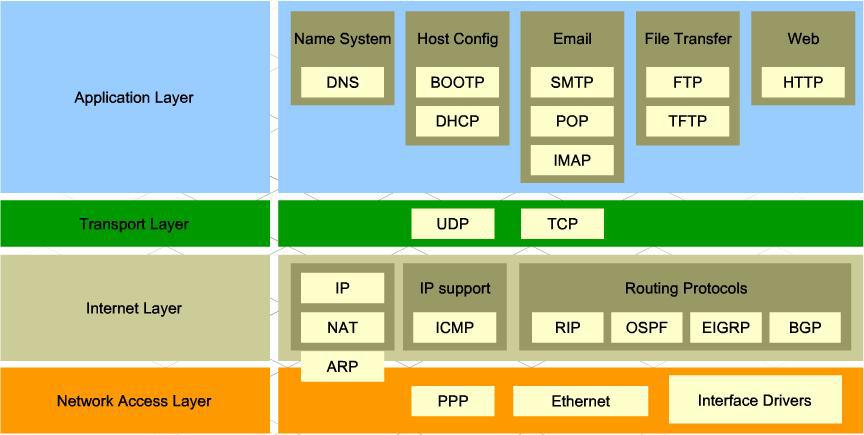 Application Layer
Name System
DNS
Host Config
BOOTP
DHCP
Email
SMTP
POP
IMAP
File Transfer
FTP
TFTP
Web
HTTP
Transport Layer
UDP
TCP
Internet Layer
IP
NAT
ARP
IP support
ICMP
Routing Protocols
RIP
OSPF
EIGRP
BGP
Network Access Layer
PPP
Ethernet
Interface Drivers